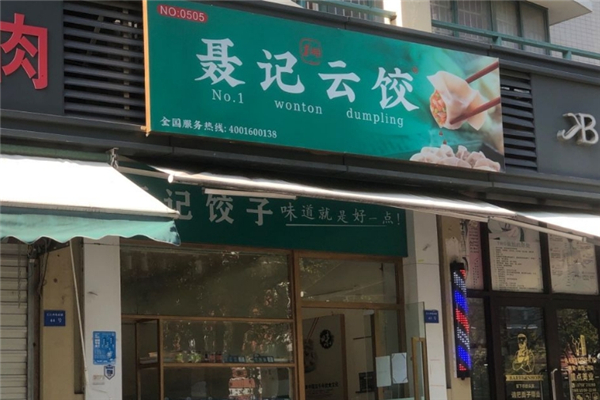 肉
NO:0505
聂记云饺
No.1 wonton dumpling
全国服务热线:4001600138
记饺子 味道就是好一点!
KB